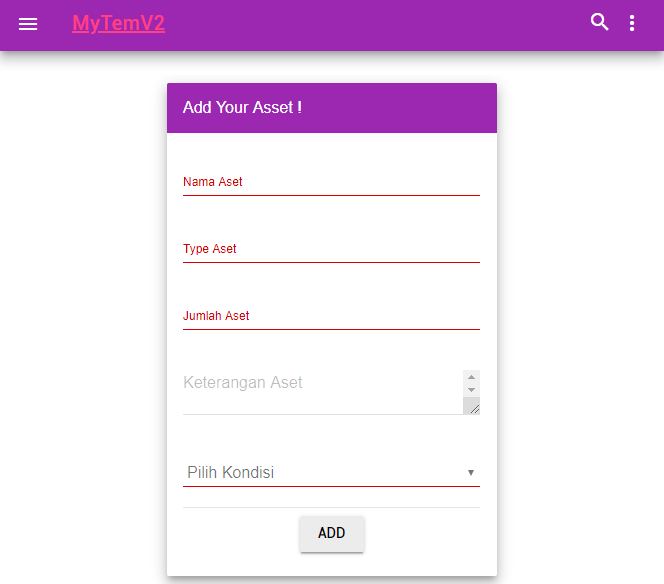 MyTemV2
Add Your Asset !
Nama Aset
Type Aset
Jumlah Aset
Keterangan Aset
Pilih Kondisi
ADD